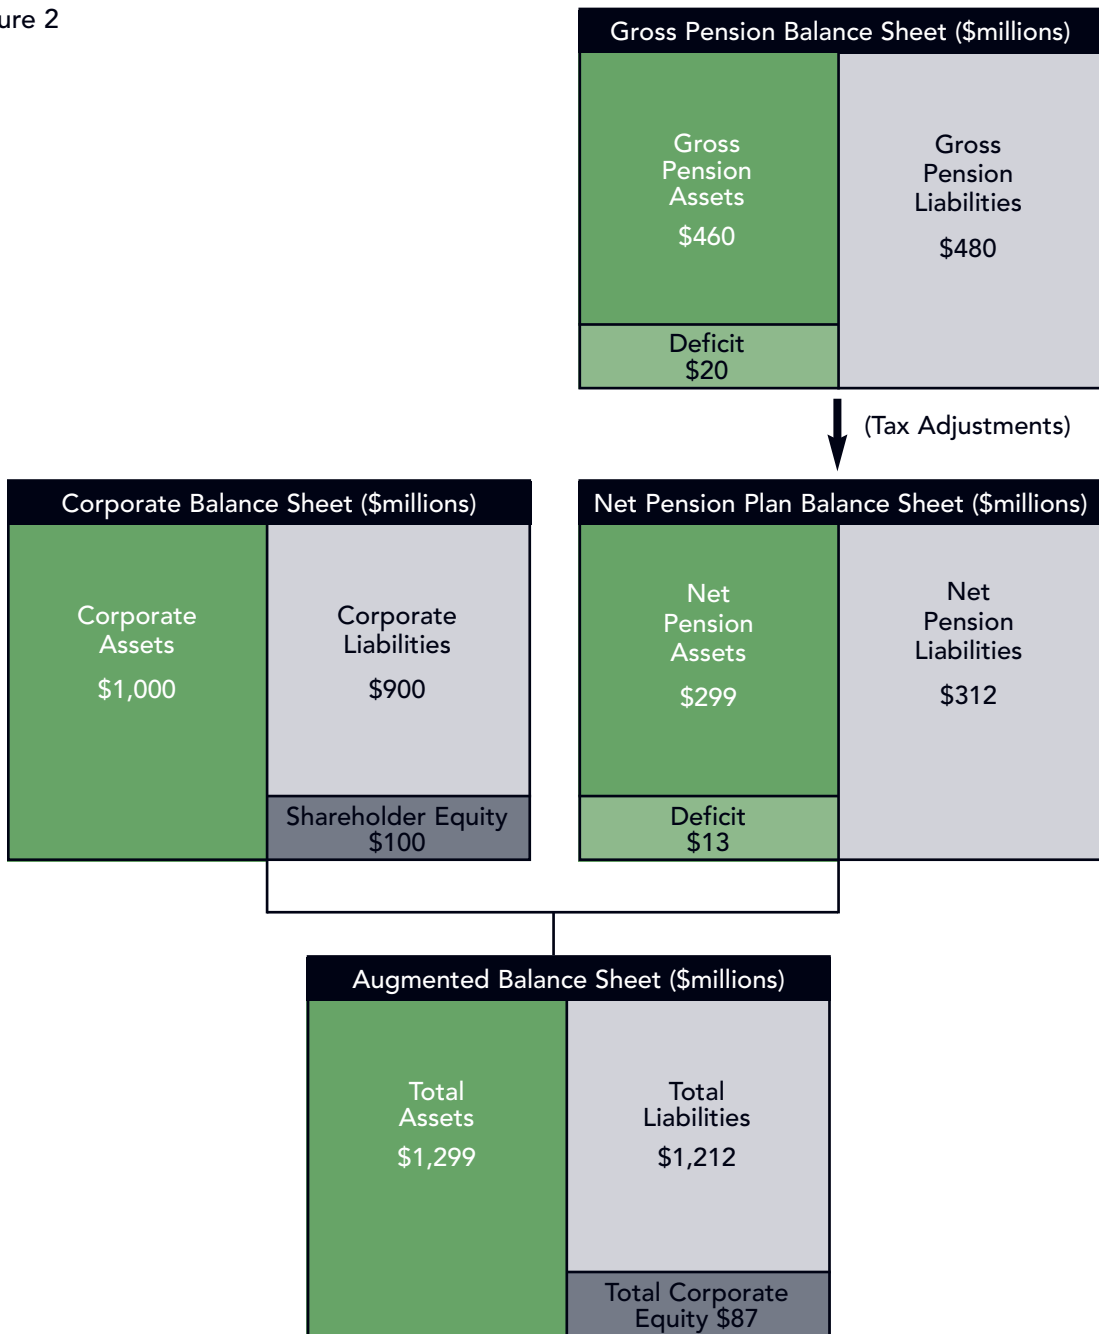 ure 2
Gross Pension Balance Sheet ($millions)
Gross
Pension
Assets
$460
Gross
Pension
Liabilities
$480
Deficit
$20
(Tax Adjustments)
Corporate Balance Sheet ($millions)
Corporate
Assets
$1,000
Corporate
Liabilities
$900
Shareholder Equity
$100
Net Pension Plan Balance Sheet ($millions)
Net
Pension
Assets
$299
Net
Pension
Liabilities
$312
Deficit
$13
Augmented Balance Sheet ($millions)
Total
Assets
$1,299
Total
Liabilities
$1,212
Total Corporate
Equity $87